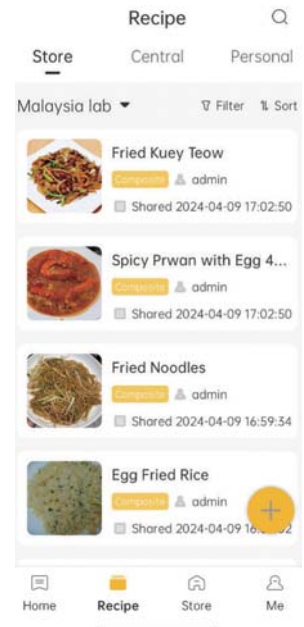 Recipe
Store Central Personal
Malaysia lab Filter Sort
Fried Kuey Teow
Composite admin
Shared 2024-04-09 17:02:50
Spicy Prwan with Egg 4...
Composite admin
Shared 2024-04-09 17:02:50
Fried Noodles
Composite admin
Shared 2024-04-09 16:59:34
Egg Fried Rice
Composite admin
Shared 2024-04-09
Home Recipe Store Me